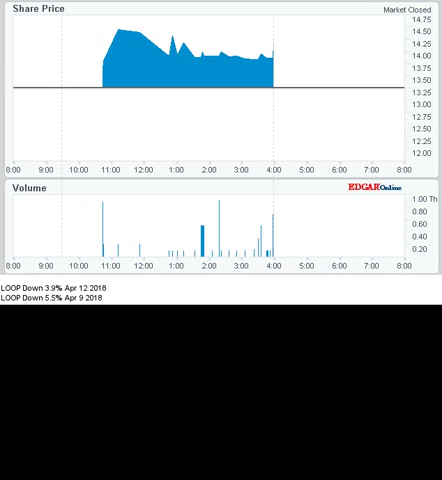 Share Price
Market Closed
14.75
14.50
14.25
14.00
13.75
13.50
13.25
13.00
12.75
12.50
12.25
12.00
8:00 9:00 10:00 11:00 12:00 1:00 2:00 3:00 4:00 5:00 6:00 7:00 8:00
Volume
EDGAR Online
1.00 Th
0.80
0.60
0.40
0.20
8:00 9:00 10:00 11:00 12:00 1:00 2:00 3:00 4:00 5:00 6:00 7:00 8:00
LOOP Down 3.9% Apr 12 2018
LOOP Down 5.5% Apr 9 2018